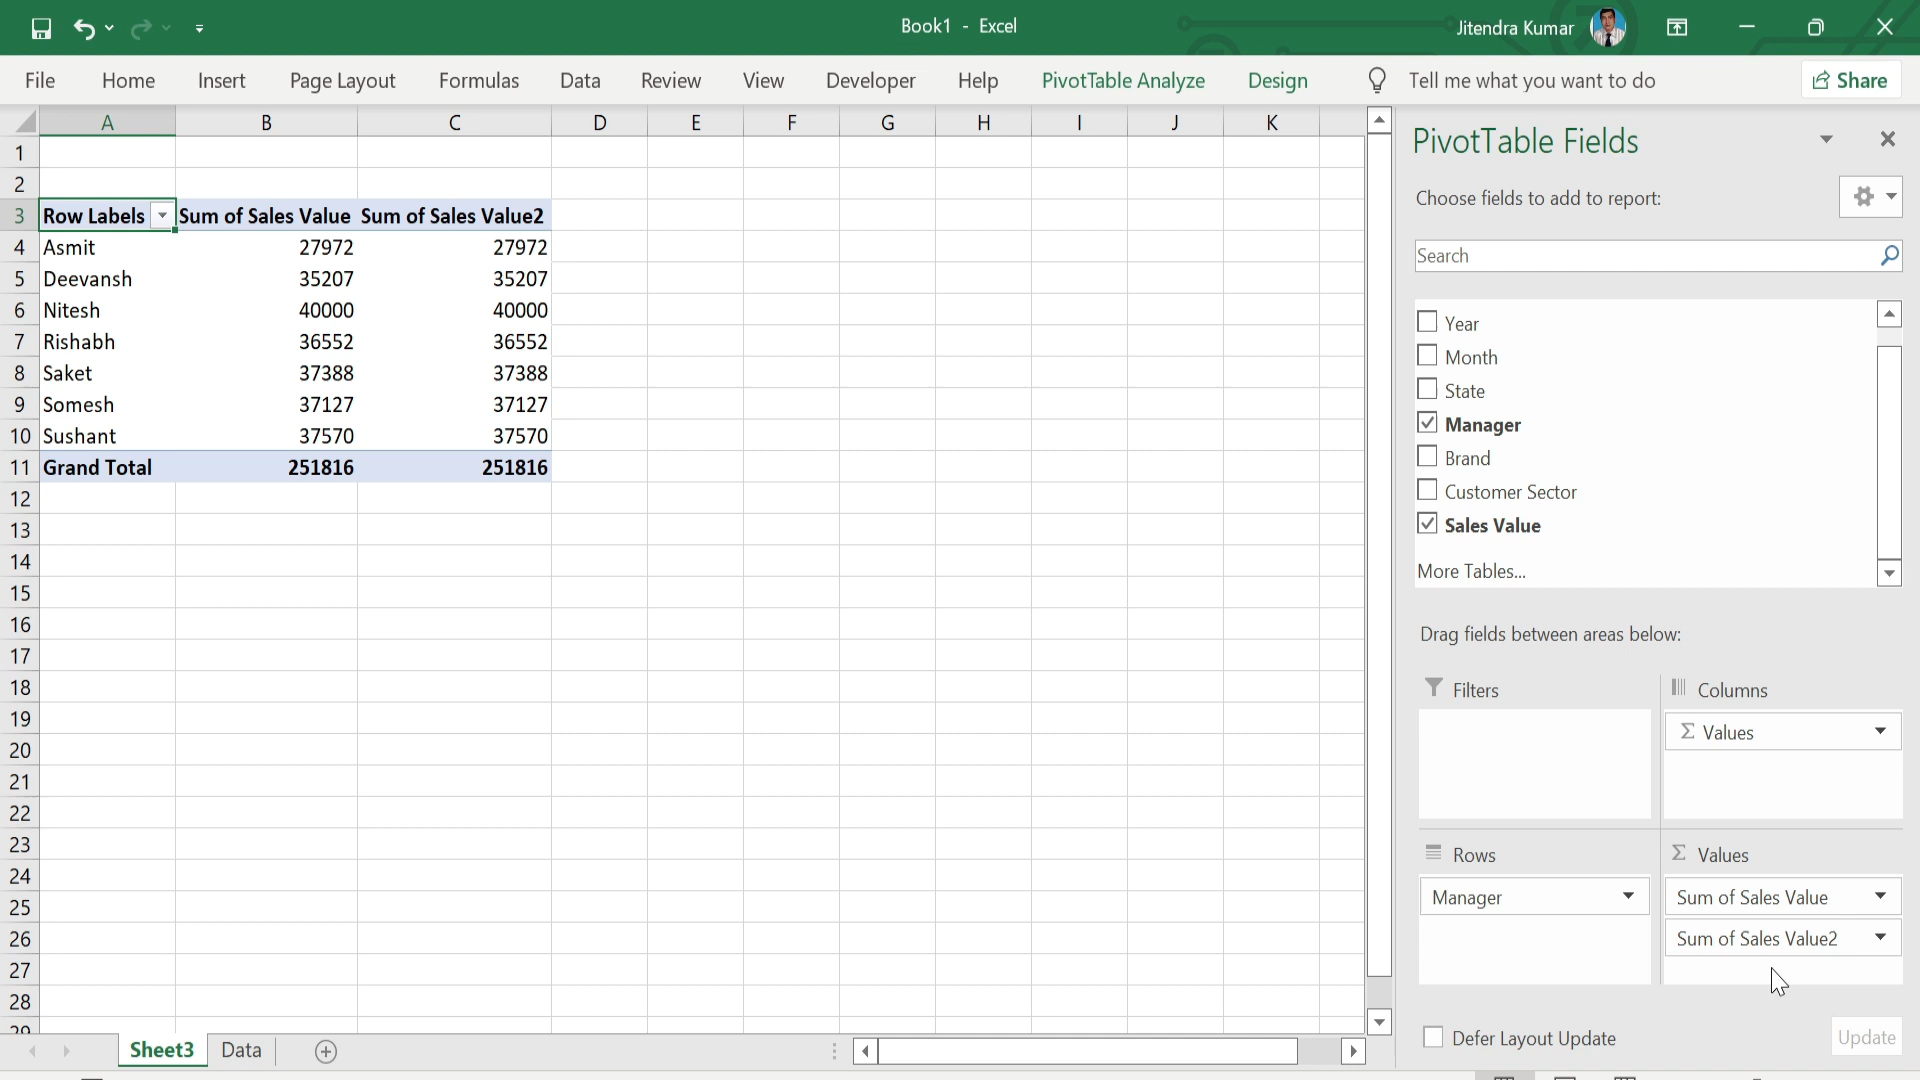 Book1 - Excel
Jitendra Kumar
File Home Insert Page Layout Formulas Data Review View Developer Help PivotTable Analyze Design Tell me what you want to do Share
A B C D E F G H I J K
1
2
3 Row Labels Sum of Sales Value Sum of Sales Value2
4 Asmit 27972 27972
5 Deevansh 35207 35207
6 Nitesh 40000 40000
7 Rishabh 36552 36552
8 Saket 37388 37388
9 Somesh 37127 37127
10 Sushant 37570 37570
11 Grand Total 251816 251816
12
13
14
15
16
17
18
19
20
21
22
23
24
25
26
27
28
29
Sheet3 Data
PivotTable Fields
Choose fields to add to report:
Search
Year
Month
State
Manager
Brand
Customer Sector
Sales Value
More Tables...
Drag fields between areas below:
Filters
Columns
Σ Values
Rows
Manager
Σ Values
Sum of Sales Value
Sum of Sales Value2
Defer Layout Update
Update